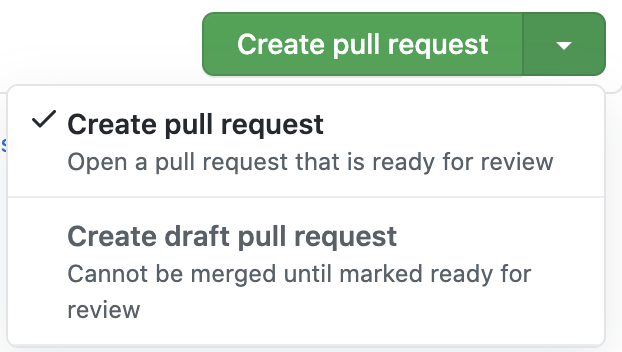 Create pull request
Create pull request
Open a pull request that is ready for review
Create draft pull request
Cannot be merged until marked ready for
review